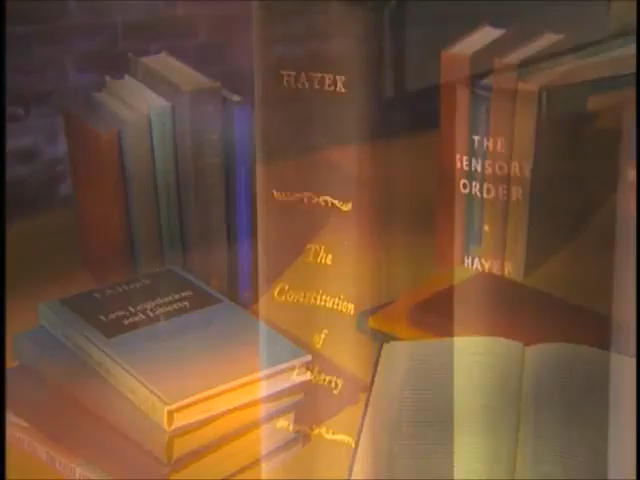 HAYEK
The
Constitution
of
Liberty
THE
SENSORY
ORDER
HAYEK
F.A. Hayek
Law, Legislation
and Liberty